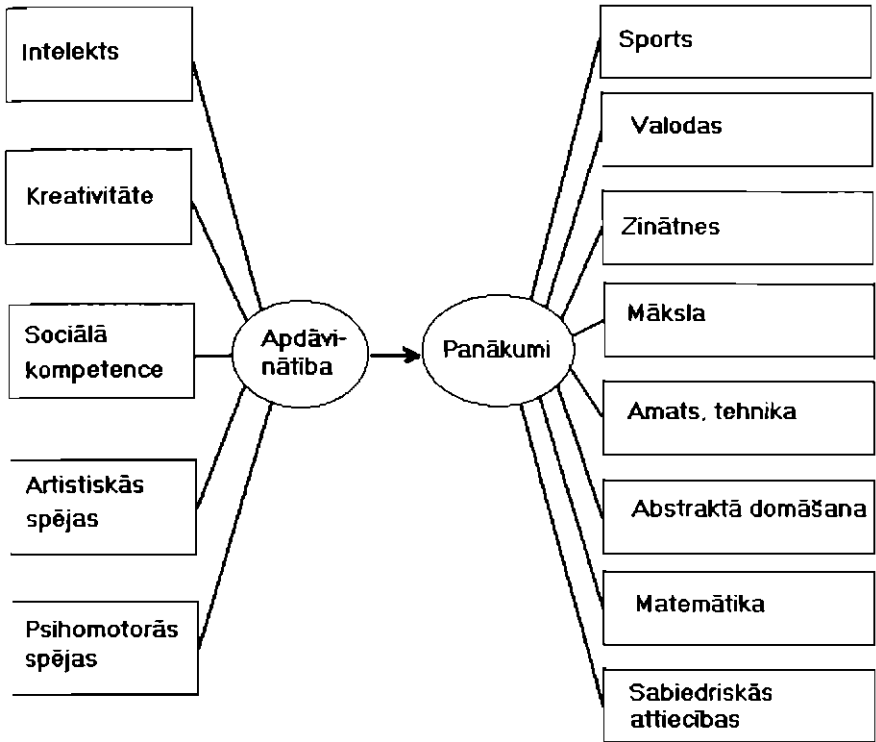 Intelekts
Kreativitāte
Sociālā
kompetence
Artistiskās
spējas
Psihomotorās
spējas
Apdāvi-
nātība
Panākumi
Sports
Valodas
Zinātnes
Māksla
Amats, tehnika
Abstraktā domāšana
Matemātika
Sabiedriskās
attiecības